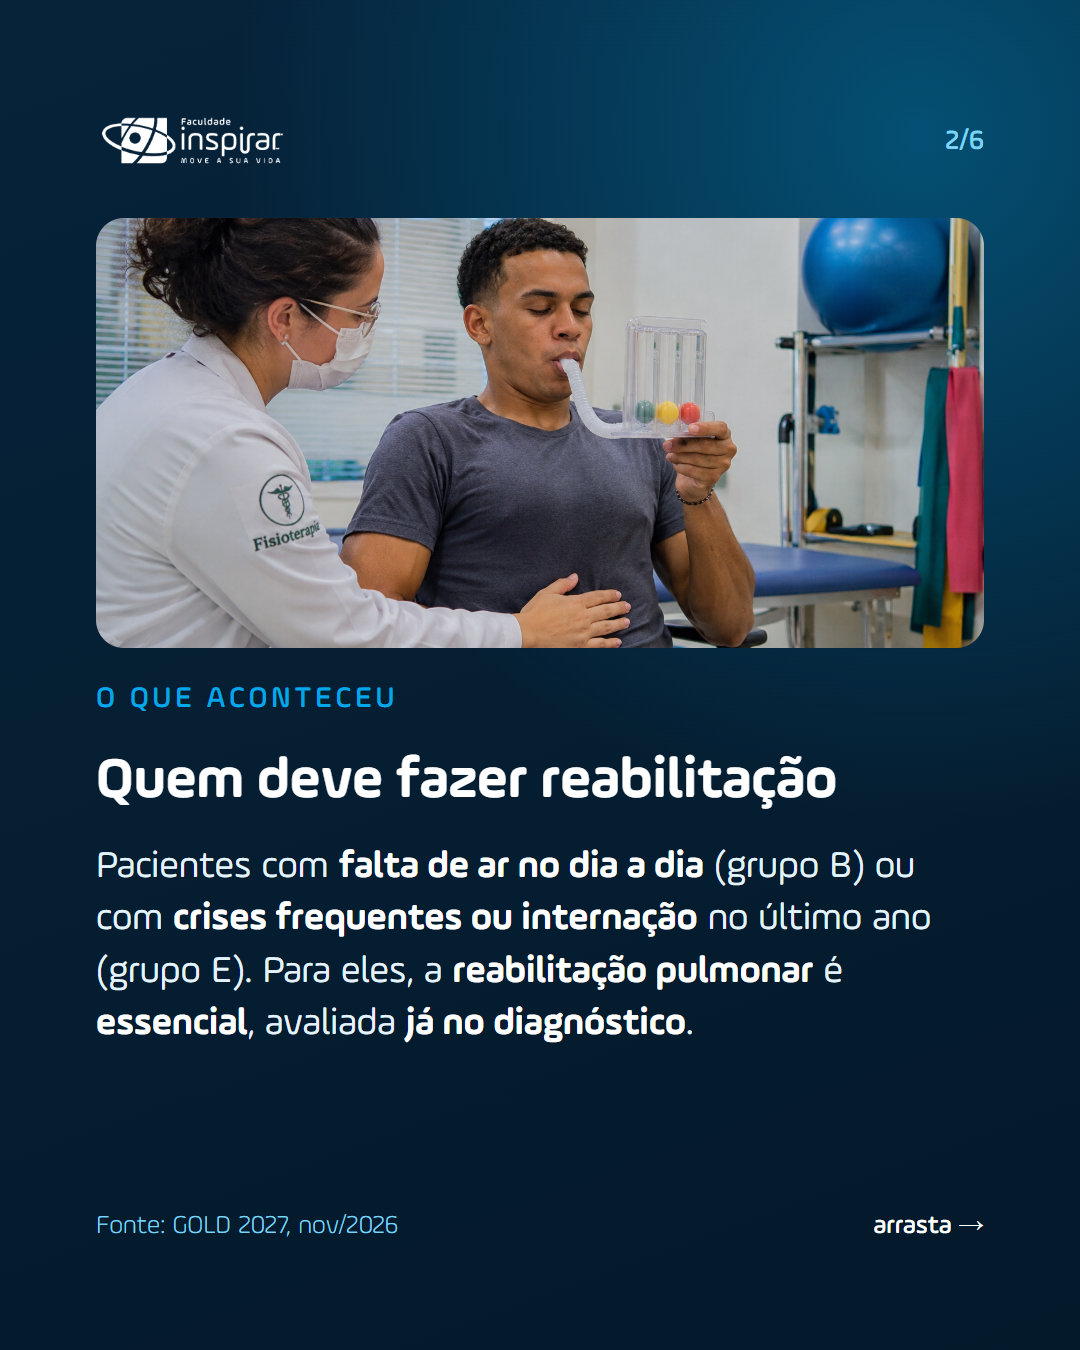 Faculdade
inspirar
MOVE A SUA VIDA
2/6
Fisioterapia
O QUE ACONTECEU
Quem deve fazer reabilitação
Pacientes com falta de ar no dia a dia (grupo B) ou
com crises frequentes ou internação no último ano
(grupo E). Para eles, a reabilitação pulmonar é
essencial, avaliada já no diagnóstico.
Fonte: GOLD 2027, nov/2026
arrasta →